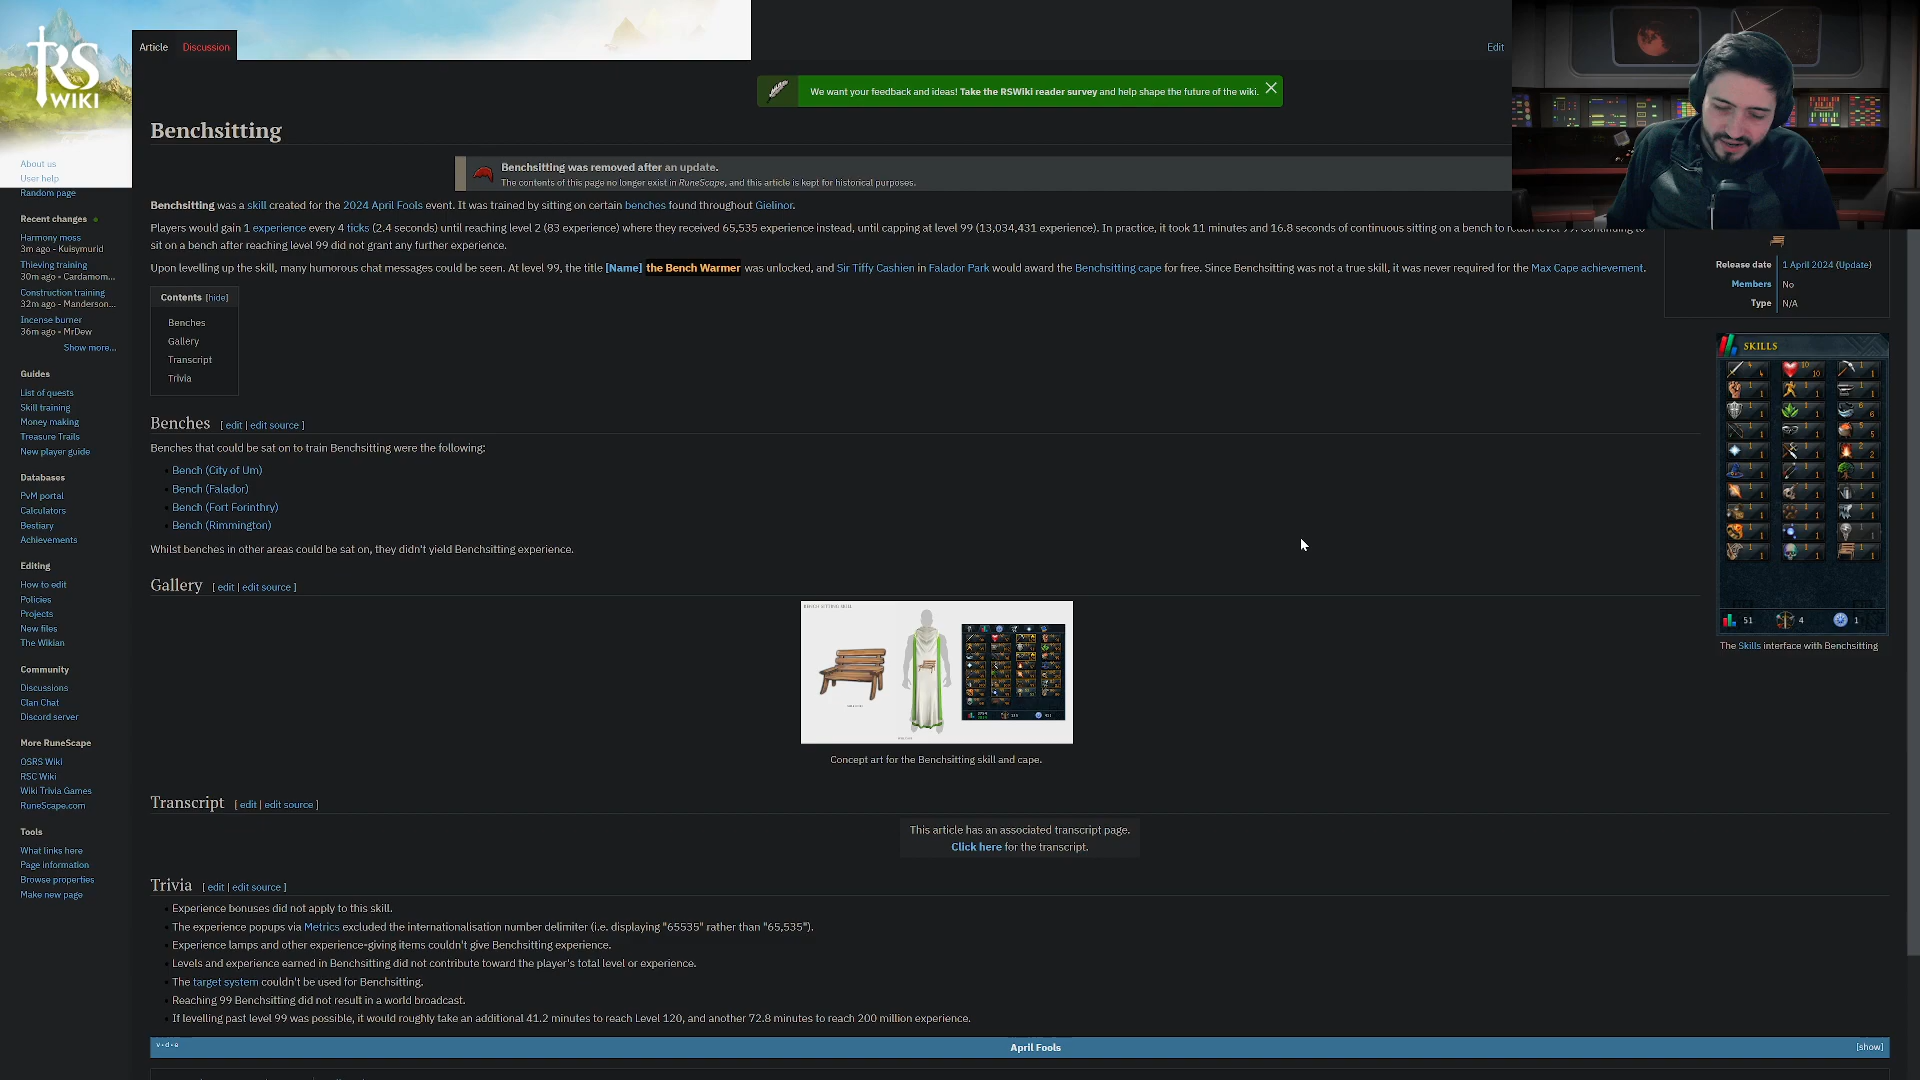 RS
WIKI
Article
Discussion
Edit
We want your feedback and ideas! Take the RSWiki reader survey and help shape the future of the wiki.
Benchsitting
Benchsitting was removed after an update.
The contents of this page no longer exist in RuneScape, and this article is kept for historical purposes.
Benchsitting was a skill created for the 2024 April Fools event. It was trained by sitting on certain benches found throughout Gielinor.
Players would gain 1 experience every 4 ticks (2.4 seconds) until reaching level 2 (83 experience) where they received 65,535 experience instead, until capping at level 99 (13,034,431 experience). In practice, it took 11 minutes and 16.8 seconds of continuous sitting on a bench to reach level 99. Continuing to
sit on a bench after reaching level 99 did not grant any further experience.
Upon levelling up the skill, many humorous chat messages could be seen. At level 99, the title [Name] the Bench Warmer was unlocked, and Sir Tiffy Cashien in Falador Park would award the Benchsitting cape for free. Since Benchsitting was not a true skill, it was never required for the Max Cape achievement.
Contents [hide]
Benches
Gallery
Transcript
Trivia
Benches [ edit | edit source ]
Benches that could be sat on to train Benchsitting were the following:
Bench (City of Um)
Bench (Falador)
Bench (Fort Forinthry)
Bench (Rimmington)
Whilst benches in other areas could be sat on, they didn't yield Benchsitting experience.
Gallery [ edit | edit source ]
BENCH SITTING SKILL
Concept art for the Benchsitting skill and cape.
Transcript [ edit | edit source ]
This article has an associated transcript page.
Click here for the transcript.
Trivia [ edit | edit source ]
Experience bonuses did not apply to this skill.
The experience popups via Metrics excluded the internationalisation number delimiter (i.e. displaying "65535" rather than "65,535").
Experience lamps and other experience-giving items couldn't give Benchsitting experience.
Levels and experience earned in Benchsitting did not contribute toward the player's total level or experience.
The target system couldn't be used for Benchsitting.
Reaching 99 Benchsitting did not result in a world broadcast.
If levelling past level 99 was possible, it would roughly take an additional 41.2 minutes to reach Level 120, and another 72.8 minutes to reach 200 million experience.
v·d·e
April Fools
[show]
Release date 1 April 2024 (Update)
Members No
Type N/A
SKILLS
51 4 1
The Skills interface with Benchsitting
About us
User help
Random page
Recent changes
Harmony moss
3m ago - Kuisymurid
Thieving training
30m ago - Cardamom...
Construction training
32m ago - Manderson...
Incense burner
36m ago - MrDew
Show more...
Guides
List of quests
Skill training
Money making
Treasure Trails
New player guide
Databases
PvM portal
Calculators
Bestiary
Achievements
Editing
How to edit
Policies
Projects
New files
The Wikian
Community
Discussions
Clan Chat
Discord server
More RuneScape
OSRS Wiki
RSC Wiki
Wiki Trivia Games
RuneScape.com
Tools
What links here
Page information
Browse properties
Make new page